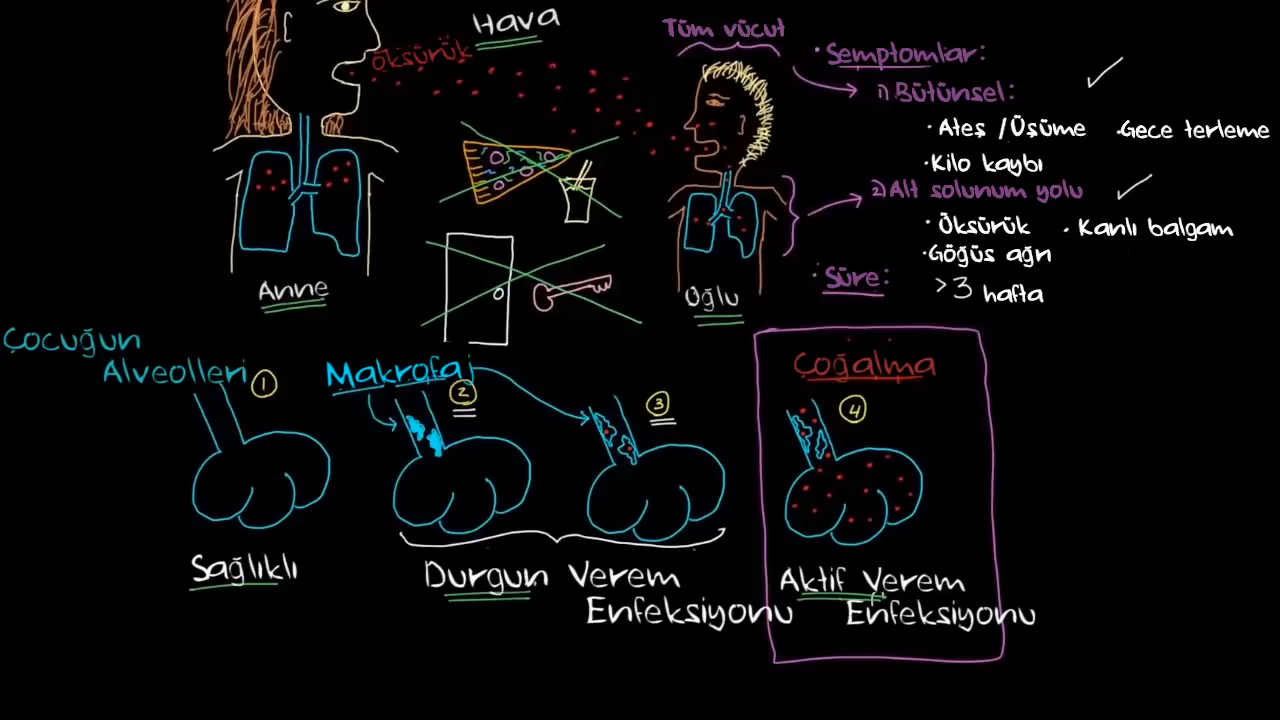 Hava
Öksürük
Anne
Tüm vücut
Oğlu
· Semptomlar:
1) Bütünsel:
· Ateş / Üşüme · Gece terleme
· Kilo kaybı
2) Alt solunum yolu
· Öksürük · Kanlı balgam
· Göğüs ağrı
· Süre:
>3 hafta
Çocuğun
Alveolleri
1
Sağlıklı
Makrofaj
2
3
Durgun Verem
Enfeksiyonu
Çoğalma
4
Aktif Verem
Enfeksiyonu